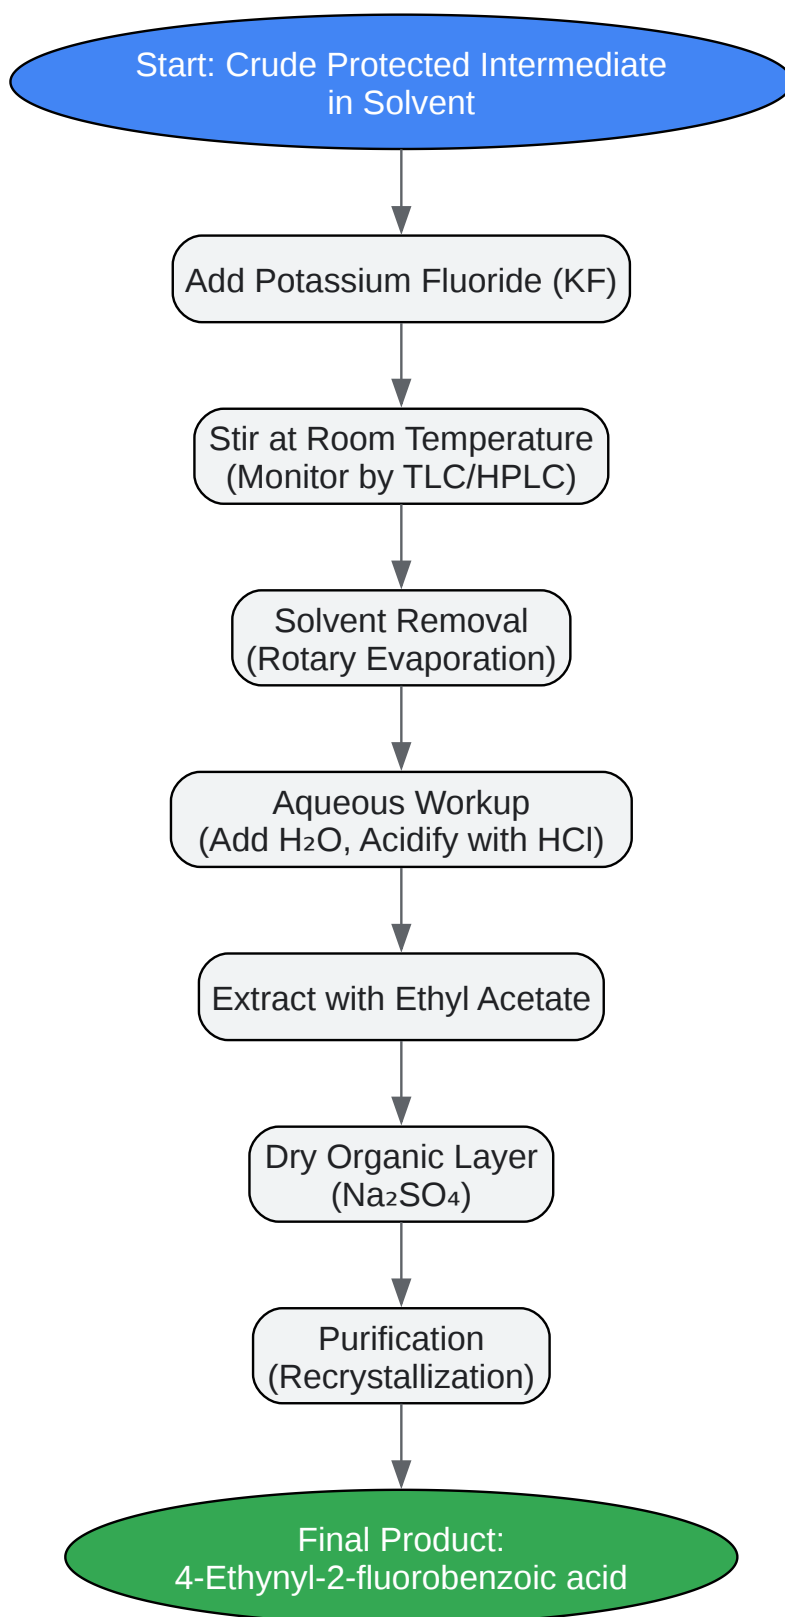 Start: Crude Protected Intermediate
in Solvent
Add Potassium Fluoride (KF)
Stir at Room Temperature
(Monitor by TLC/HPLC)
Solvent Removal
(Rotary Evaporation)
Aqueous Workup
(Add H₂O, Acidify with HCl)
Extract with Ethyl Acetate
Dry Organic Layer
(Na₂SO₄)
Purification
(Recrystallization)
Final Product:
4-Ethynyl-2-fluorobenzoic acid